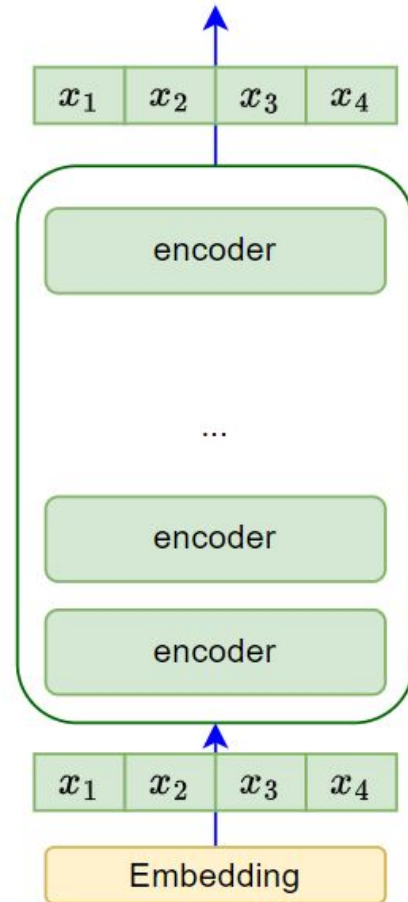 x₁ x₂ x₃ x₄
encoder
...
encoder
encoder
x₁ x₂ x₃ x₄
Embedding